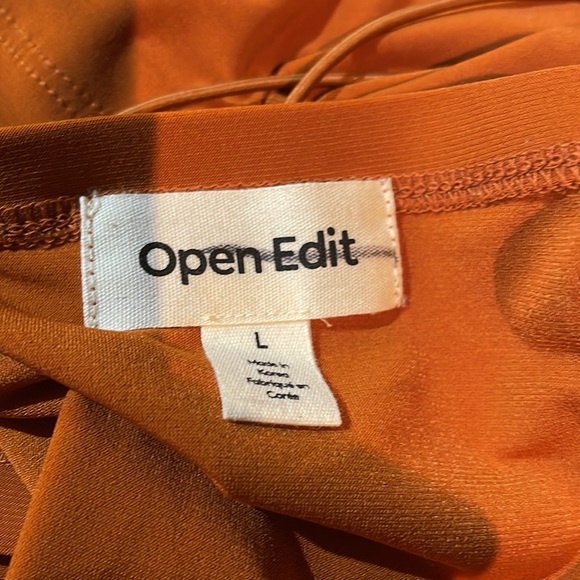 Open Edit
L
Made in
Korea
Fabriqué en
Corée